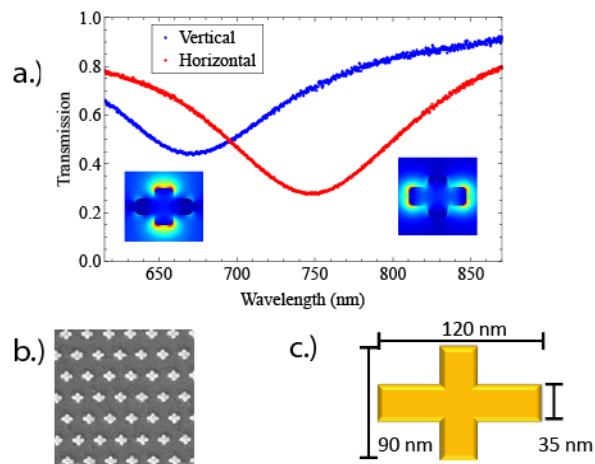 a.)
Vertical
Horizontal
Transmission
1.0
0.8
0.6
0.4
0.2
0.0
650
700
750
800
850
Wavelength (nm)
b.)
c.)
120 nm
90 nm
35 nm